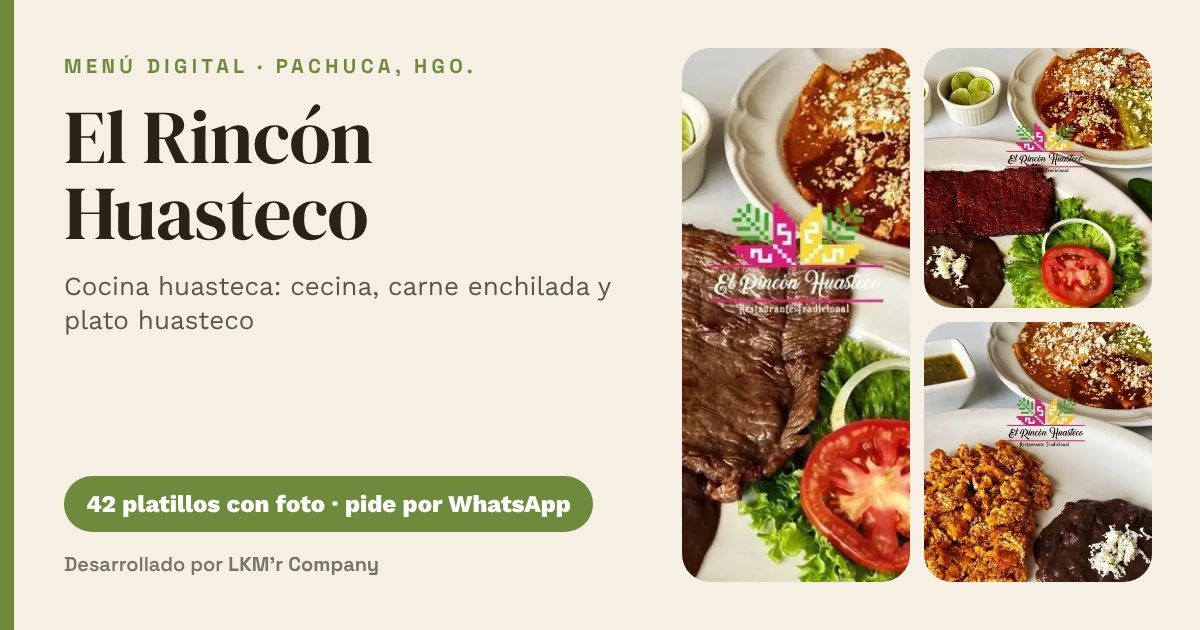 MENÚ DIGITAL · PACHUCA, HGO.
El Rincón
Huasteco
Cocina huasteca: cecina, carne enchilada y
plato huasteco
42 platillos con foto · pide por WhatsApp
Desarrollado por LKM'r Company
El Rincón Huasteco
Restaurante Tradicional
El Rincón Huasteco
Tradicional
El Rincón Huasteco
Restaurante Tradicional